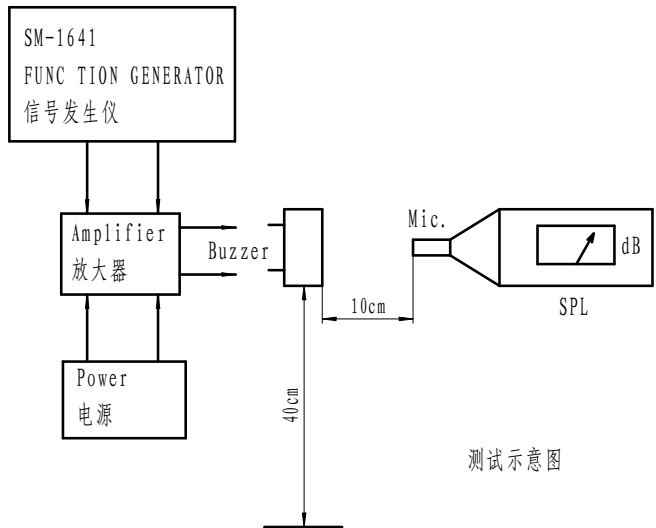 SM-1641
FUNC TION GENERATOR
信号发生仪
Amplifier
放大器
Buzzer
Mic.
dB
SPL
10cm
40cm
Power
电源
测试示意图